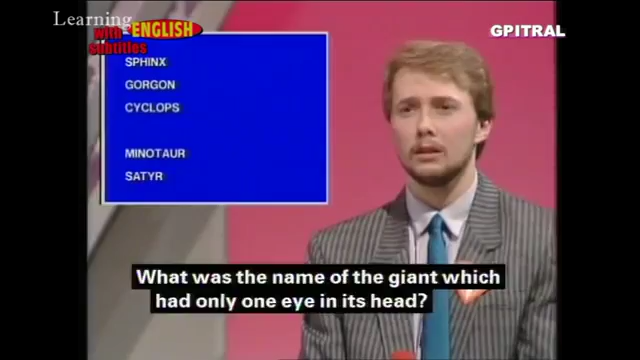 Learning
with ENGLISH
subtitles
GPITRAL
SPHINX
GORGON
CYCLOPS
MINOTAUR
SATYR
What was the name of the giant which
had only one eye in its head?